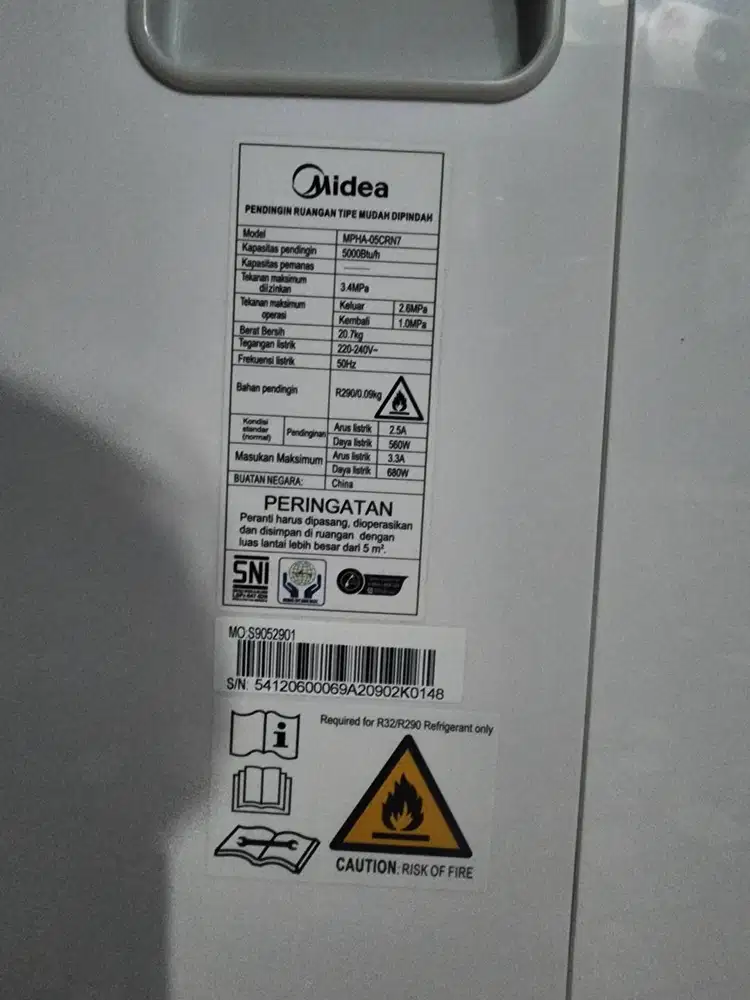 Midea
PENDINGIN RUANGAN TIPE MUDAH DIPINDAH
Model MPHA-05CRN7
Kapasitas pendingin 5000Btu/h
Kapasitas pemanas ——
Tekanan maksimum diizinkan 3.4MPa
Tekanan maksimum operasi Keluar 2.6MPa
Kembali 1.0MPa
Berat Bersih 20.7kg
Tegangan listrik 220-240V~
Frekuensi listrik 50Hz
Bahan pendingin R290/0.09kg
Kondisi standar (normal) Pendinginan Arus listrik 2.5A
Daya listrik 560W
Masukan Maksimum Arus listrik 3.3A
Daya listrik 680W
BUATAN NEGARA: China
PERINGATAN
Peranti harus dipasang, dioperasikan
dan disimpan di ruangan dengan
luas lantai lebih besar dari 5 m².
SNI
MO:S9052901
S/N: 54120600069A20902K0148
Required for R32/R290 Refrigerant only
CAUTION: RISK OF FIRE